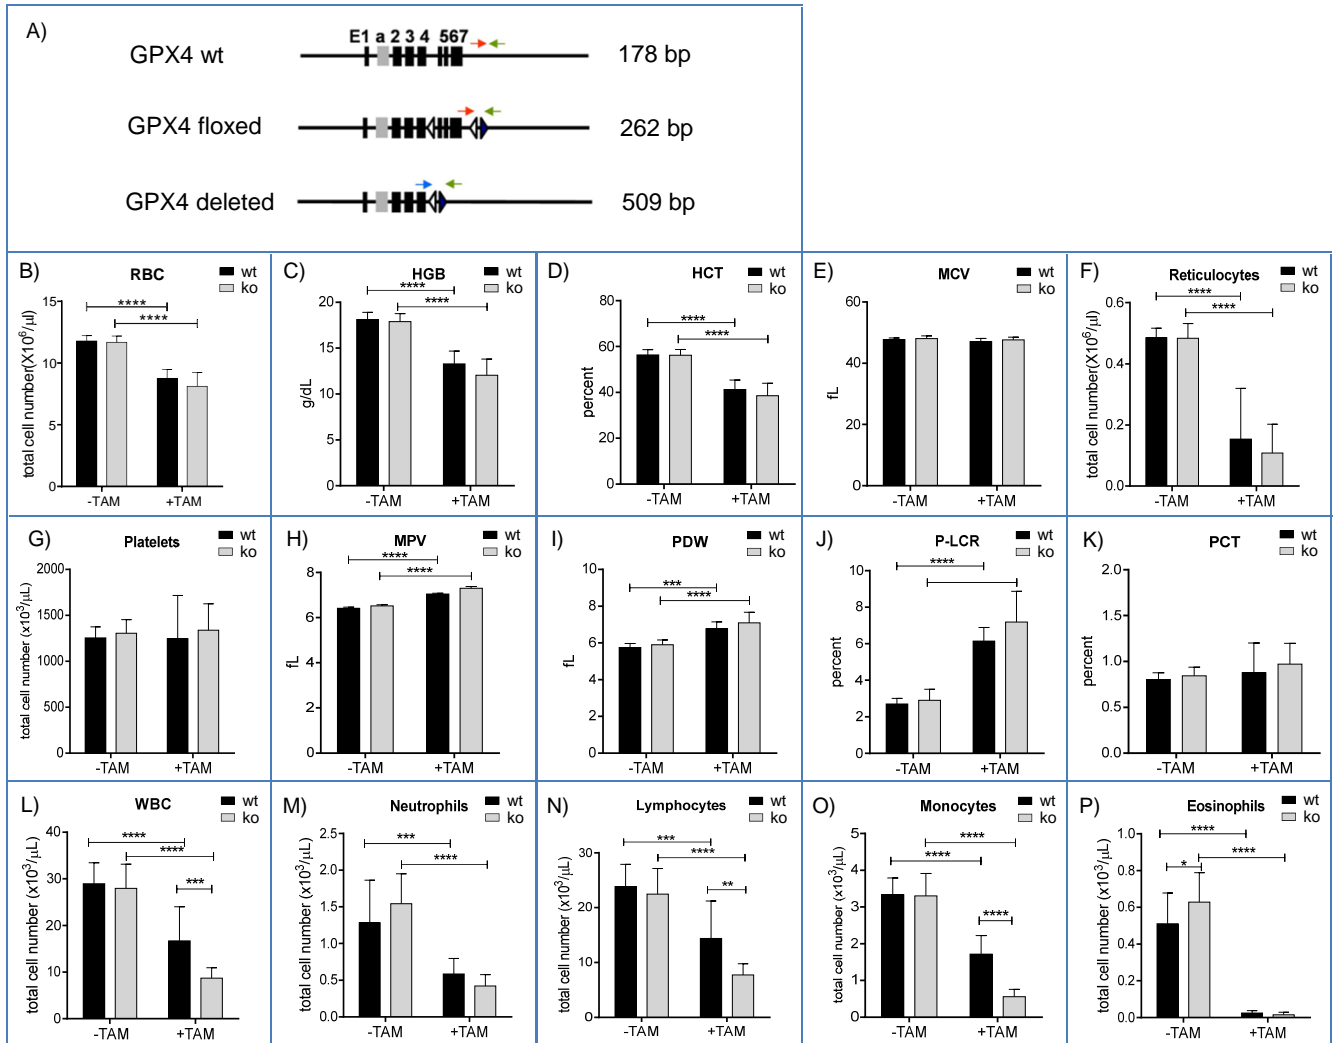 A)
E1 a 2 3 4 567
GPX4 wt
178 bp
GPX4 floxed
262 bp
GPX4 deleted
509 bp
B)
RBC
wt
ko
total cell number(X10⁶/µl)
15
10
5
0
****
****
-TAM
+TAM
C)
HGB
wt
ko
g/dL
20
15
10
5
0
****
****
-TAM
+TAM
D)
HCT
wt
ko
percent
80
60
40
20
0
****
****
-TAM
+TAM
E)
MCV
wt
ko
fL
60
40
20
0
-TAM
+TAM
F)
Reticulocytes
wt
ko
total cell number(X10⁶/µl)
0.6
0.4
0.2
0.0
****
****
-TAM
+TAM
G)
Platelets
wt
ko
total cell number (x10³/µL)
2000
1500
1000
500
0
-TAM
+TAM
H)
MPV
wt
ko
fL
8
6
4
2
0
****
****
-TAM
+TAM
I)
PDW
wt
ko
fL
10
8
6
4
2
0
***
****
-TAM
+TAM
J)
P-LCR
wt
ko
percent
10
8
6
4
2
0
****
-TAM
+TAM
K)
PCT
wt
ko
percent
2.0
1.5
1.0
0.5
0.0
-TAM
+TAM
L)
WBC
wt
ko
total cell number (x10³/µL)
40
30
20
10
0
****
****
***
-TAM
+TAM
M)
Neutrophils
wt
ko
total cell number (x10³/µL)
2.5
2.0
1.5
1.0
0.5
0.0
***
****
-TAM
+TAM
N)
Lymphocytes
wt
ko
total cell number (x10³/µL)
30
20
10
0
***
****
**
-TAM
+TAM
O)
Monocytes
wt
ko
total cell number (x10³/µL)
5
4
3
2
1
0
****
****
****
-TAM
+TAM
P)
Eosinophils
wt
ko
total cell number (x10³/µL)
1.0
0.8
0.6
0.4
0.2
0.0
****
****
*
-TAM
+TAM